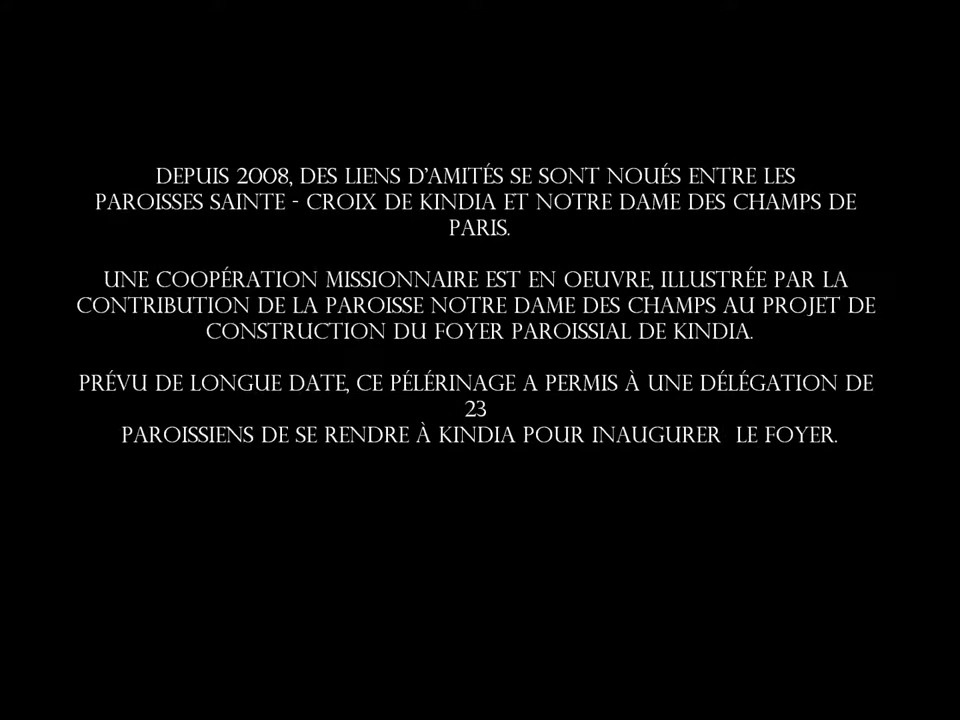 DEPUIS 2008, DES LIENS D'AMITÉS SE SONT NOUÉS ENTRE LES
PAROISSES SAINTE - CROIX DE KINDIA ET NOTRE DAME DES CHAMPS DE
PARIS.
UNE COOPÉRATION MISSIONNAIRE EST EN OEUVRE, ILLUSTRÉE PAR LA
CONTRIBUTION DE LA PAROISSE NOTRE DAME DES CHAMPS AU PROJET DE
CONSTRUCTION DU FOYER PAROISSIAL DE KINDIA.
PRÉVU DE LONGUE DATE, CE PÉLÉRINAGE A PERMIS À UNE DÉLÉGATION DE
23
PAROISSIENS DE SE RENDRE À KINDIA POUR INAUGURER LE FOYER.